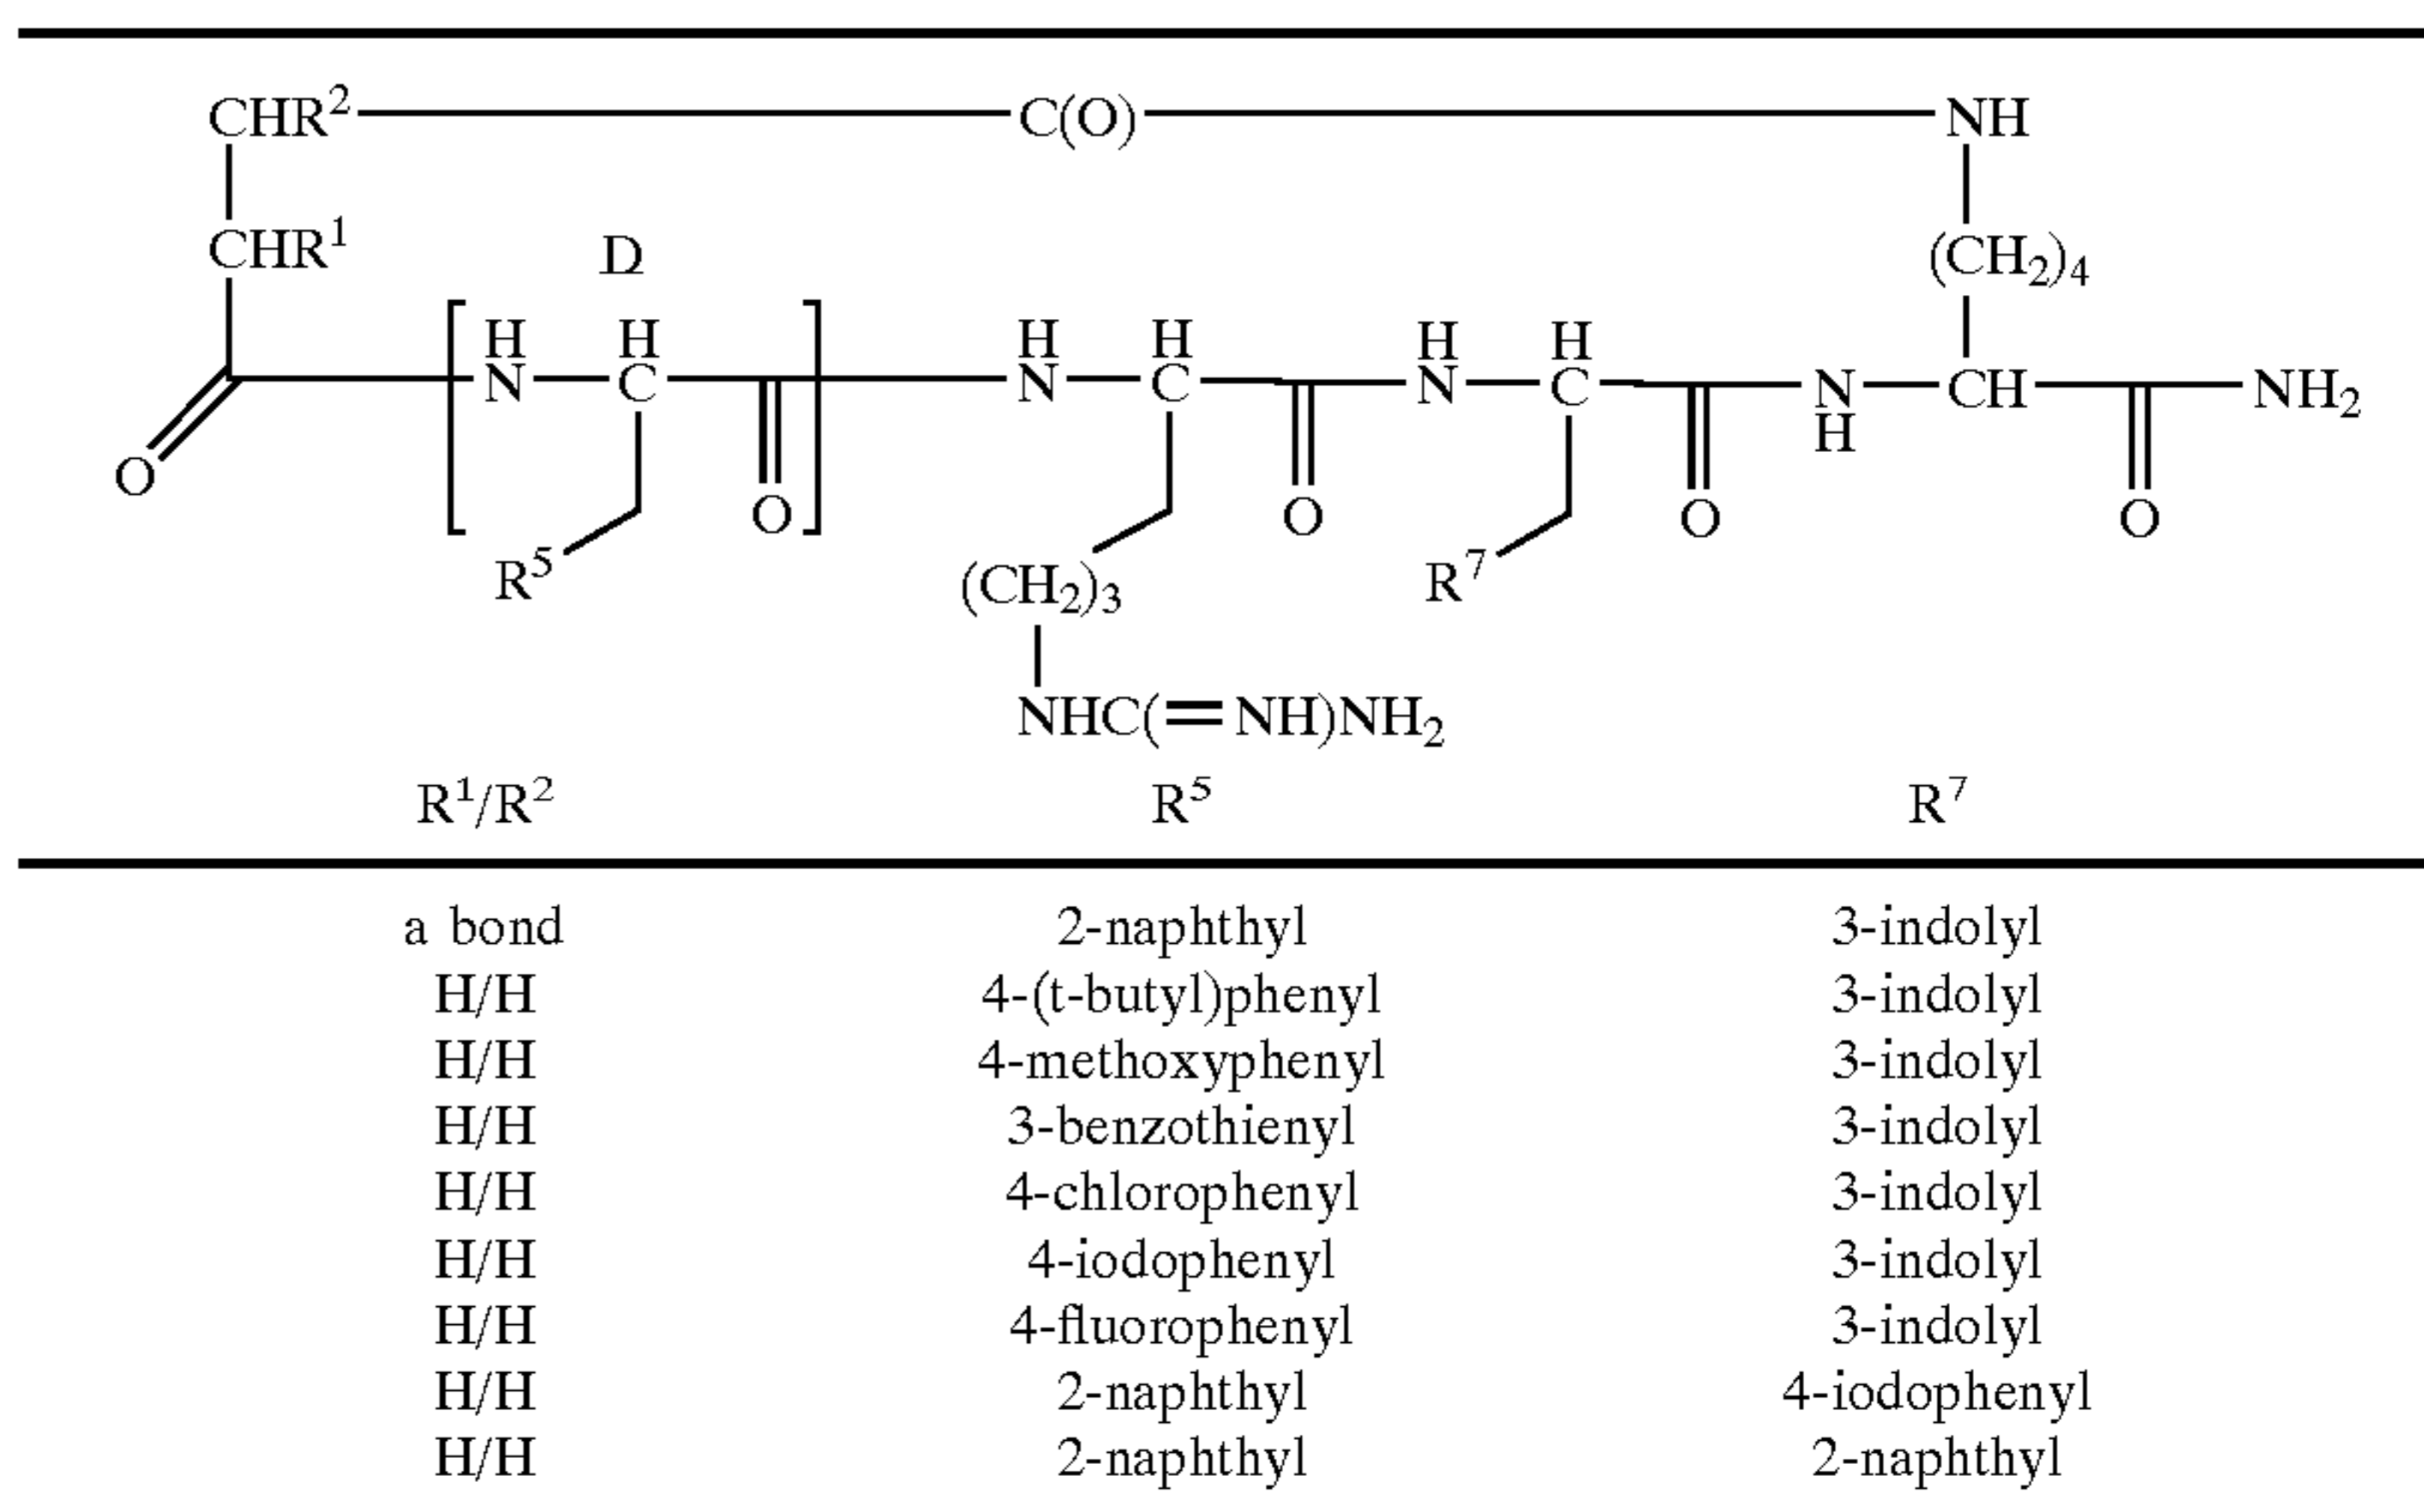 CHR² C(O) NH
CHR¹ D (CH₂)₄
H H H H H H
N C N C N C N CH NH₂
H
O O O O O
R⁵ (CH₂)₃ R⁷
NHC(=NH)NH₂
R¹/R² R⁵ R⁷
a bond 2-naphthyl 3-indolyl
H/H 4-(t-butyl)phenyl 3-indolyl
H/H 4-methoxyphenyl 3-indolyl
H/H 3-benzothienyl 3-indolyl
H/H 4-chlorophenyl 3-indolyl
H/H 4-iodophenyl 3-indolyl
H/H 4-fluorophenyl 3-indolyl
H/H 2-naphthyl 4-iodophenyl
H/H 2-naphthyl 2-naphthyl